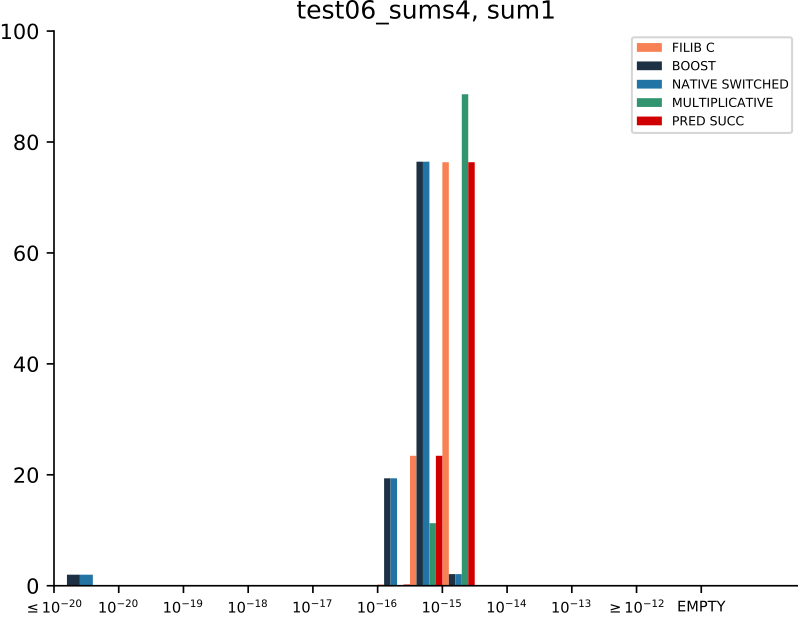 test06_sums4, sum1
100
80
60
40
20
0
FILIB C
BOOST
NATIVE SWITCHED
MULTIPLICATIVE
PRED SUCC
≤ 10⁻²⁰ 10⁻²⁰ 10⁻¹⁹ 10⁻¹⁸ 10⁻¹⁷ 10⁻¹⁶ 10⁻¹⁵ 10⁻¹⁴ 10⁻¹³ ≥ 10⁻¹² EMPTY